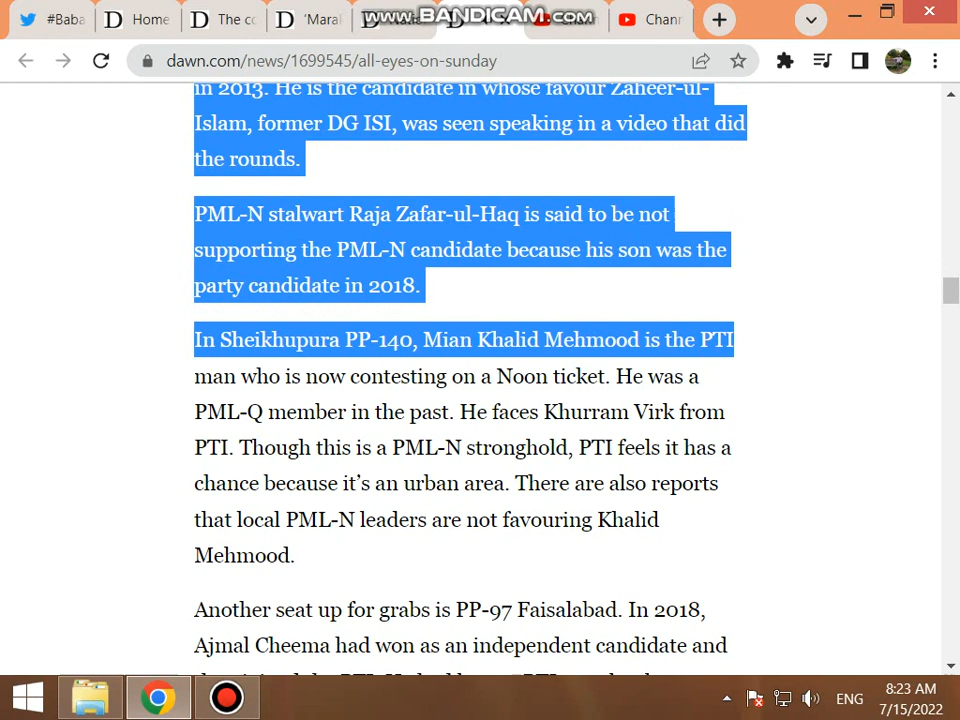 #Baba
Home
The co
'Maral
www.BANDICAM.com
Chann
dawn.com/news/1699545/all-eyes-on-sunday
in 2013. He is the candidate in whose favour Zaheer-ul-
Islam, former DG ISI, was seen speaking in a video that did
the rounds.
PML-N stalwart Raja Zafar-ul-Haq is said to be not
supporting the PML-N candidate because his son was the
party candidate in 2018.
In Sheikhupura PP-140, Mian Khalid Mehmood is the PTI
man who is now contesting on a Noon ticket. He was a
PML-Q member in the past. He faces Khurram Virk from
PTI. Though this is a PML-N stronghold, PTI feels it has a
chance because it’s an urban area. There are also reports
that local PML-N leaders are not favouring Khalid
Mehmood.
Another seat up for grabs is PP-97 Faisalabad. In 2018,
Ajmal Cheema had won as an independent candidate and
ENG
8:23 AM
7/15/2022